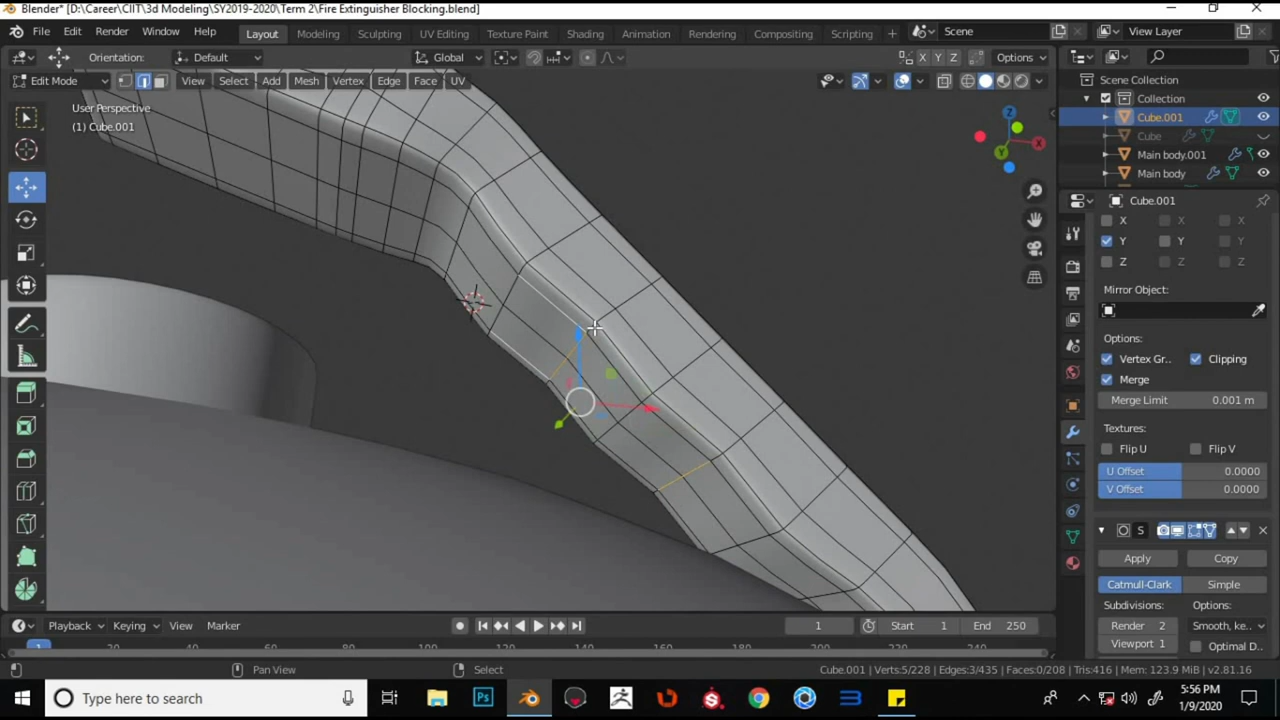 Blender* [D:\Career\CIIT\3d Modeling\SY2019-2020\Term 2\Fire Extinguisher Blocking.blend]
File Edit Render Window Help Layout Modeling Sculpting UV Editing Texture Paint Shading Animation Rendering Compositing Scripting + Scene View Layer
Orientation: Default Global X Y Z Options
Edit Mode View Select Add Mesh Vertex Edge Face UV
User Perspective
(1) Cube.001
X
Y
Z
Scene Collection
Collection
Cube.001
Cube
Main body.001
Main body
Cube.001
X X X
Y Y Y
Z Z Z
Mirror Object:
Options:
Vertex Gr.. Clipping
Merge
Merge Limit 0.001 m
Textures:
Flip U Flip V
U Offset 0.0000
V Offset 0.0000
S
Apply Copy
Catmull-Clark Simple
Subdivisions: Options:
Render 2 Smooth, ke..
Viewport 1 Optimal D..
Playback Keying View Marker 1 Start 1 End 250
1 20 160 200 240
Pan View Select Cube.001 | Verts:5/228 | Edges:3/435 | Faces:0/208 | Tris:416 | Mem: 123.9 MiB | v2.81.16
Type here to search Ps 5:56 PM
1/9/2020